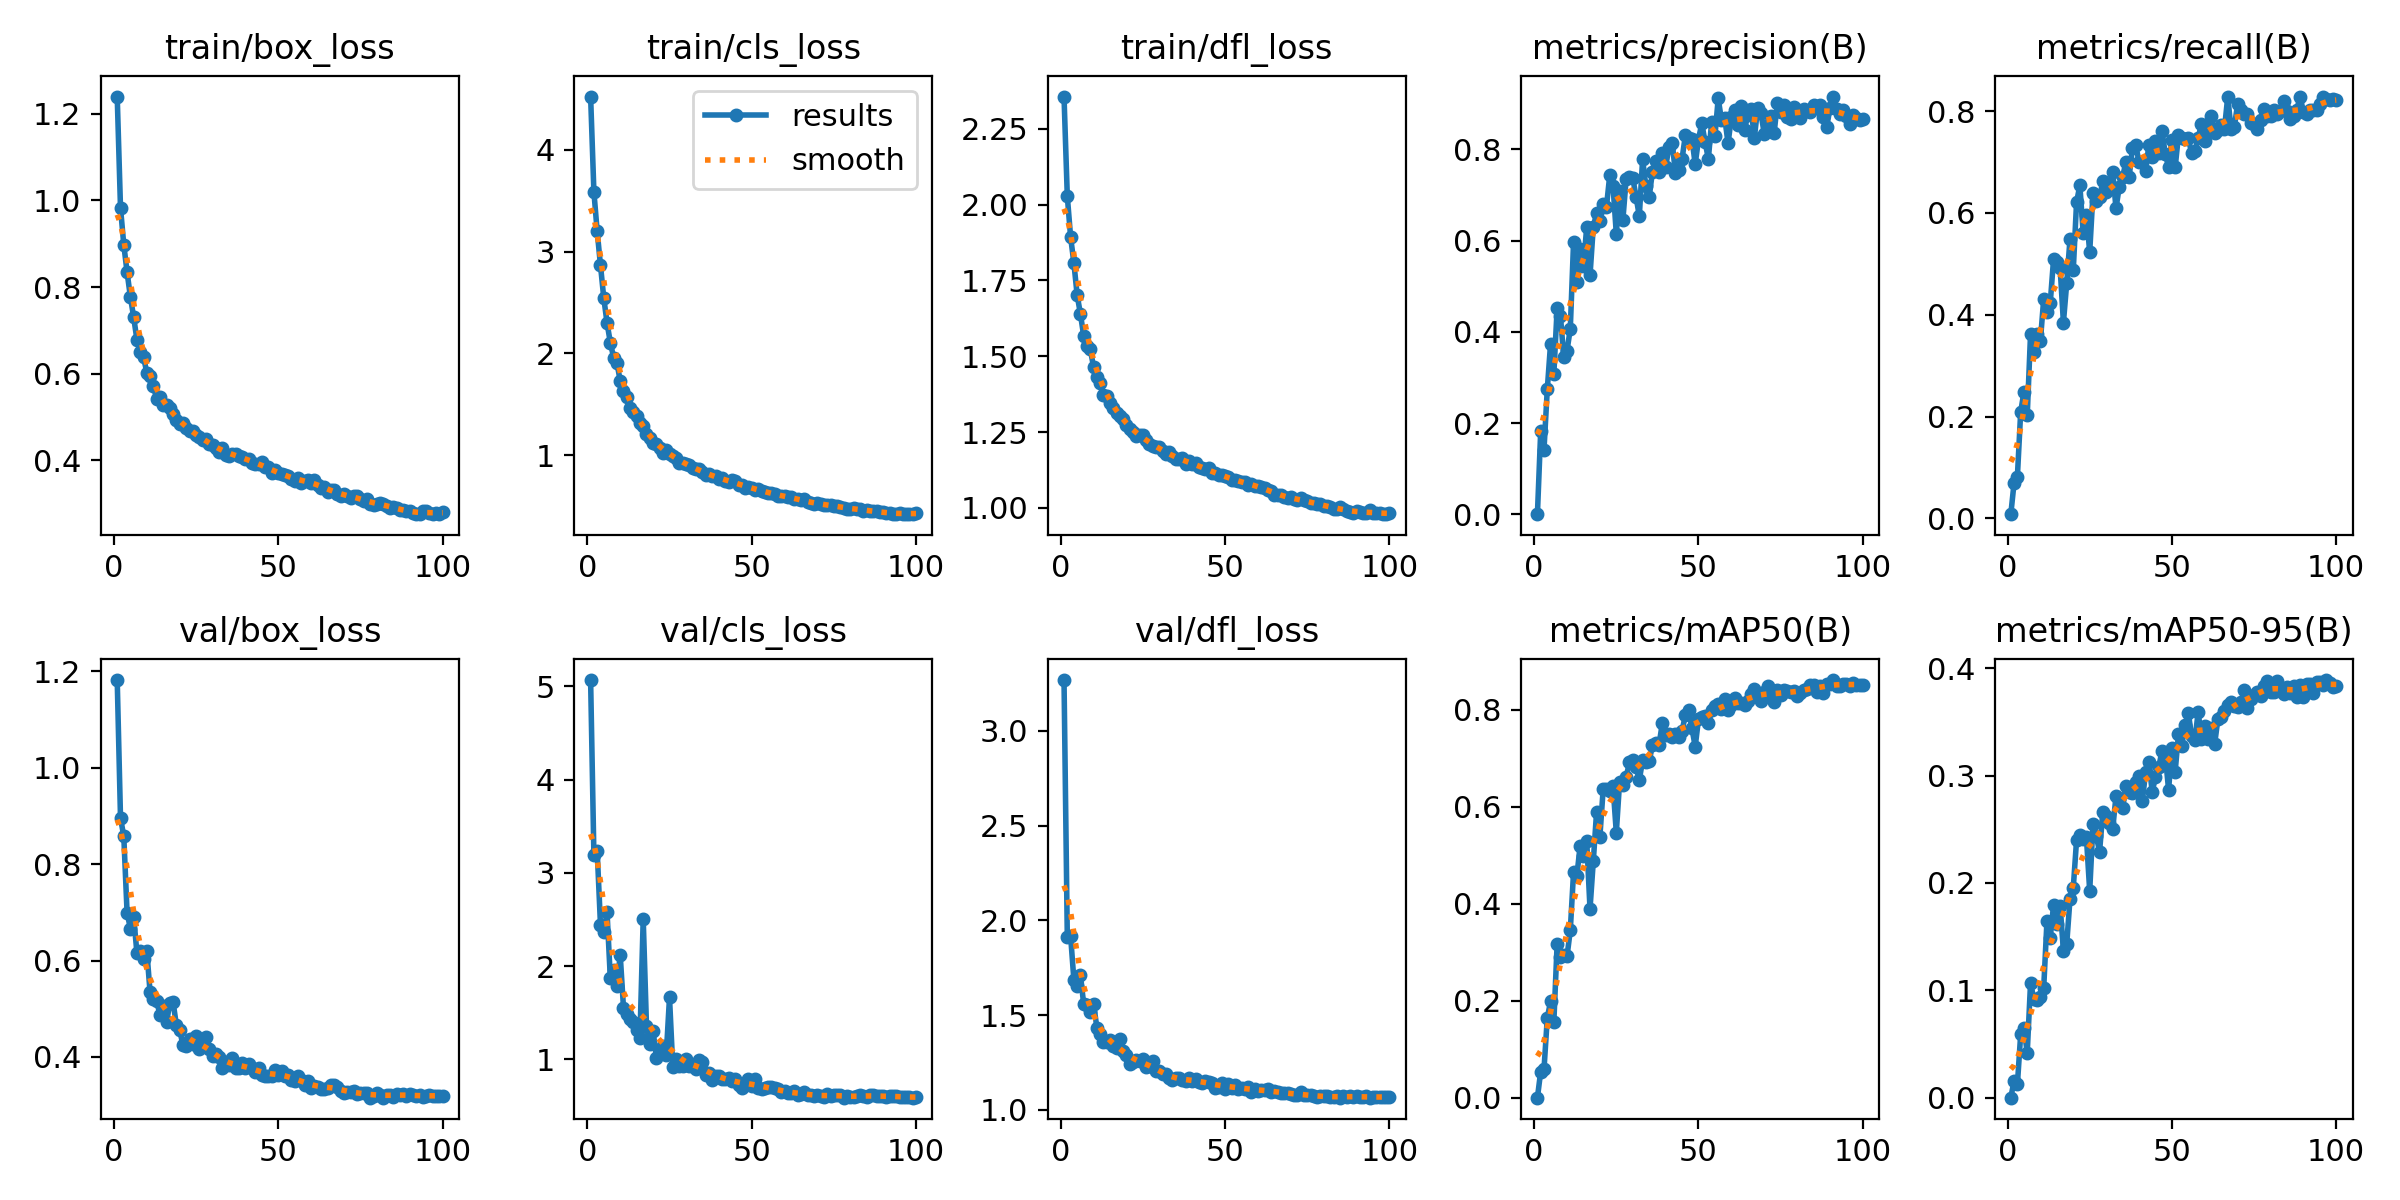 train/box_loss
1.2
1.0
0.8
0.6
0.4
0 50 100
train/cls_loss
results
smooth
4
3
2
1
0 50 100
train/dfl_loss
2.25
2.00
1.75
1.50
1.25
1.00
0 50 100
metrics/precision(B)
0.8
0.6
0.4
0.2
0.0
0 50 100
metrics/recall(B)
0.8
0.6
0.4
0.2
0.0
0 50 100
val/box_loss
1.2
1.0
0.8
0.6
0.4
0 50 100
val/cls_loss
5
4
3
2
1
0 50 100
val/dfl_loss
3.0
2.5
2.0
1.5
1.0
0 50 100
metrics/mAP50(B)
0.8
0.6
0.4
0.2
0.0
0 50 100
metrics/mAP50-95(B)
0.4
0.3
0.2
0.1
0.0
0 50 100